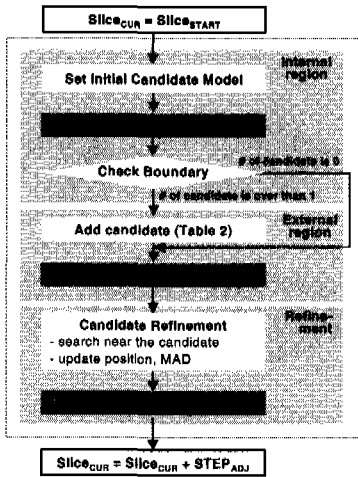 Slice_CUR = Slice_START
Internal
region
Set Initial Candidate Model
# of candidate is 0
Check Boundary
# of candidate is over than 1
Add candidate (Table 2)
External
region
Candidate Refinement
- search near the candidate
- update position, MAD
Refine-
ment
Slice_CUR = Slice_CUR + STEP_ADJ